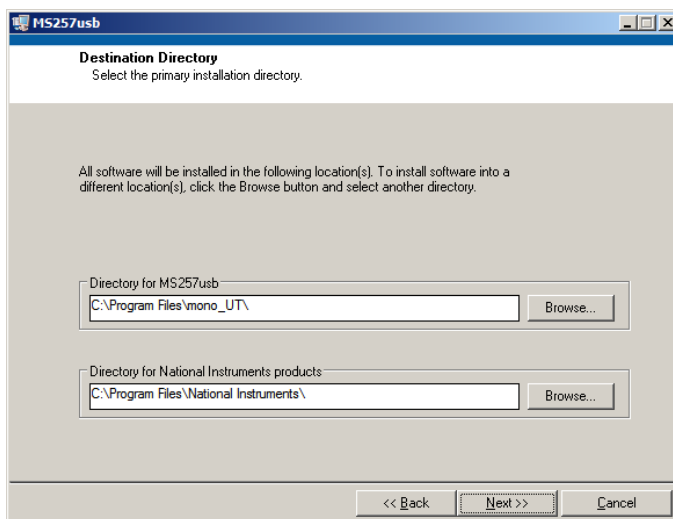 MS257usb
Destination Directory
Select the primary installation directory.
All software will be installed in the following location(s). To install software into a
different location(s), click the Browse button and select another directory.
Directory for MS257usb
C:\Program Files\mono_UT\
Browse...
Directory for National Instruments products
C:\Program Files\National Instruments\
Browse...
<< Back
Next >>
Cancel